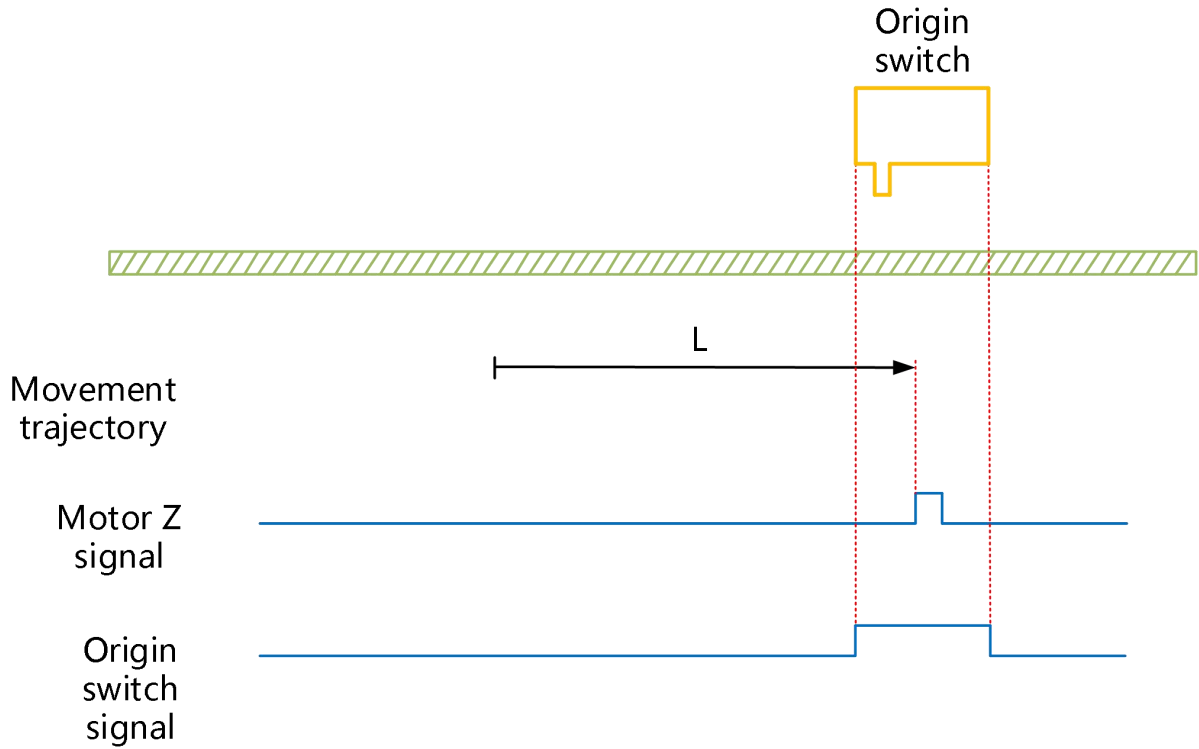 Origin
switch
L
Movement
trajectory
Motor Z
signal
Origin
switch
signal